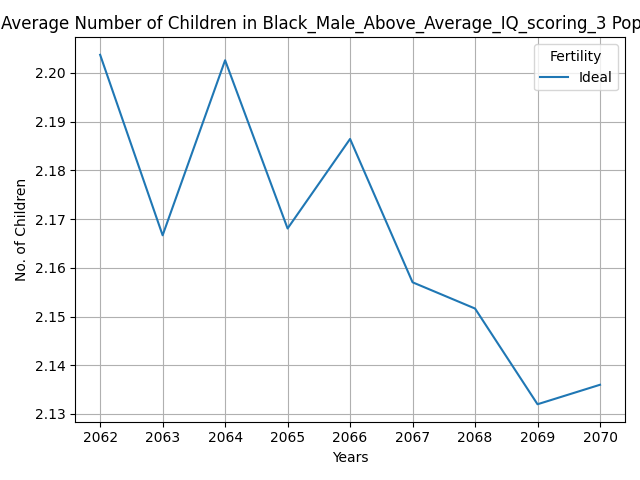 Average Number of Children in Black_Male_Above_Average_IQ_scoring_3 Pop
Fertility
Ideal
2.20
2.19
2.18
2.17
2.16
2.15
2.14
2.13
No. of Children
2062 2063 2064 2065 2066 2067 2068 2069 2070
Years